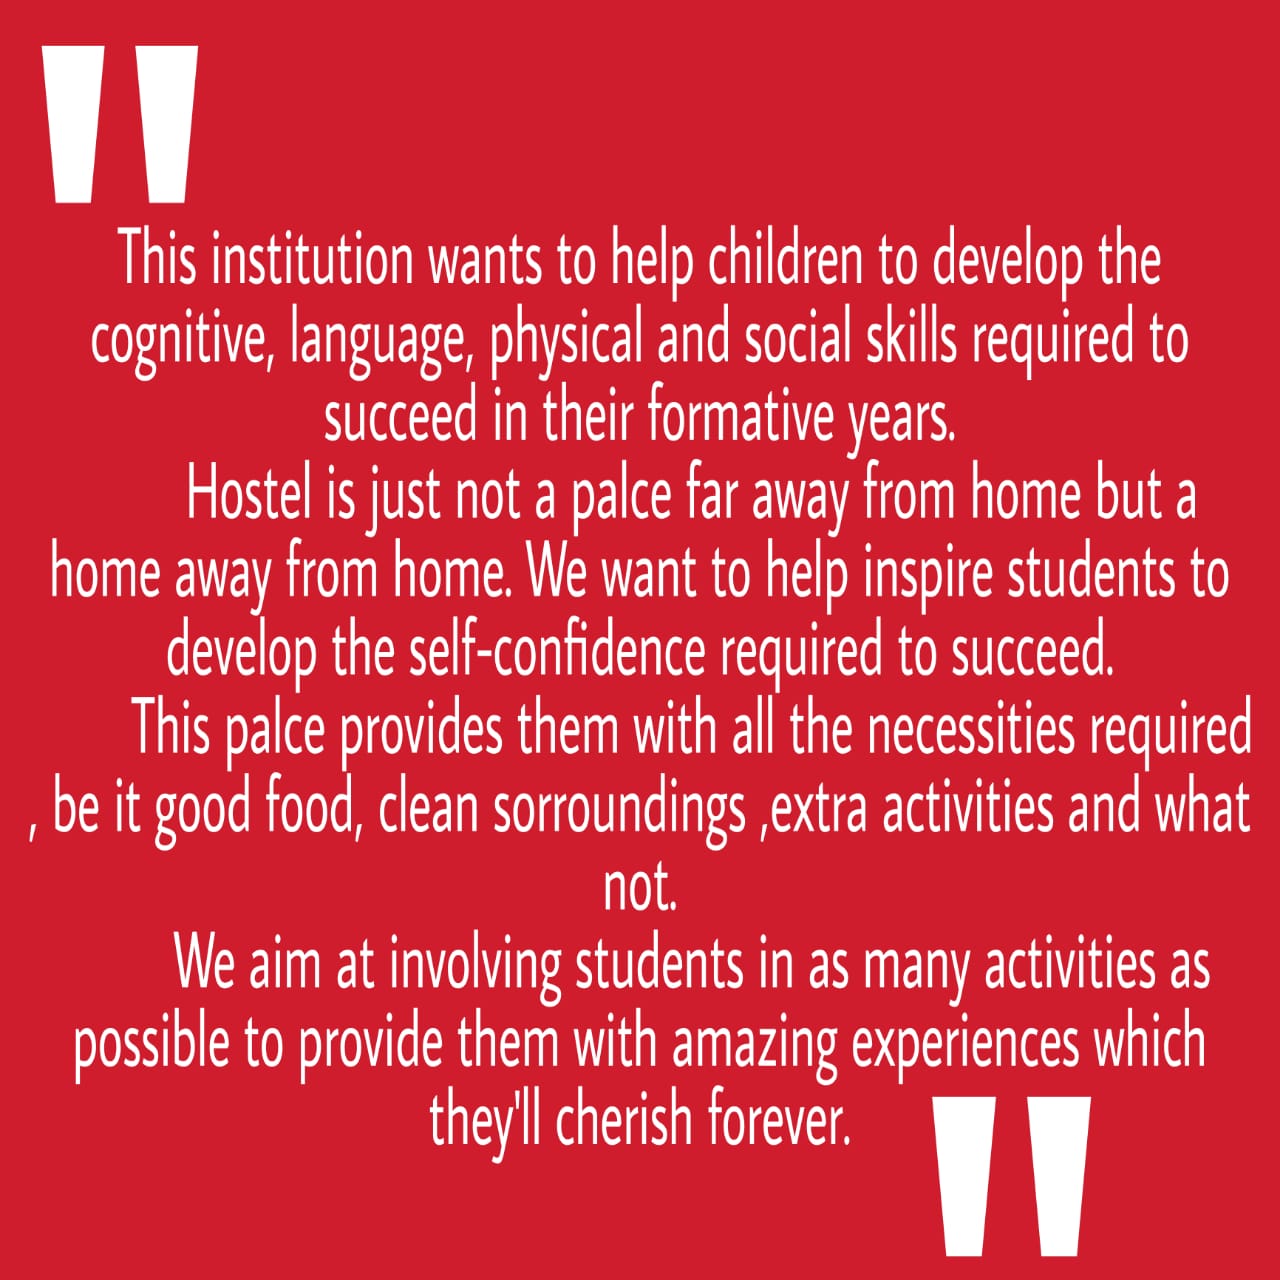 "
This institution wants to help children to develop the
cognitive, language, physical and social skills required to
succeed in their formative years.
Hostel is just not a palce far away from home but a
home away from home. We want to help inspire students to
develop the self-confidence required to succeed.
This palce provides them with all the necessities required
, be it good food, clean sorroundings ,extra activities and what
not.
We aim at involving students in as many activities as
possible to provide them with amazing experiences which
they'll cherish forever.
"